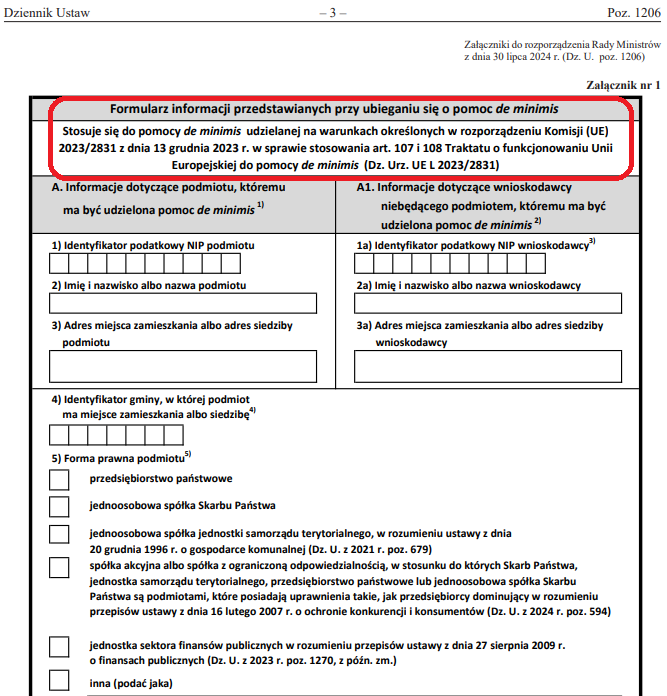 Dziennik Ustaw – 3 – Poz. 1206
Załączniki do rozporządzenia Rady Ministrów
z dnia 30 lipca 2024 r. (Dz. U. poz. 1206)
Załącznik nr 1
Formularz informacji przedstawianych przy ubieganiu się o pomoc de minimis
Stosuje się do pomocy de minimis udzielanej na warunkach określonych w rozporządzeniu Komisji (UE)
2023/2831 z dnia 13 grudnia 2023 r. w sprawie stosowania art. 107 i 108 Traktatu o funkcjonowaniu Unii
Europejskiej do pomocy de minimis (Dz. Urz. UE L 2023/2831)
A. Informacje dotyczące podmiotu, któremu
ma być udzielona pomoc de minimis 1)
A1. Informacje dotyczące wnioskodawcy
niebędącego podmiotem, któremu ma być
udzielona pomoc de minimis 2)
1) Identyfikator podatkowy NIP podmiotu
1a) Identyfikator podatkowy NIP wnioskodawcy3)
2) Imię i nazwisko albo nazwa podmiotu
2a) Imię i nazwisko albo nazwa wnioskodawcy
3) Adres miejsca zamieszkania albo adres siedziby
podmiotu
3a) Adres miejsca zamieszkania albo adres siedziby
wnioskodawcy
4) Identyfikator gminy, w której podmiot
ma miejsce zamieszkania albo siedzibę4)
5) Forma prawna podmiotu5)
przedsiębiorstwo państwowe
jednoosobowa spółka Skarbu Państwa
jednoosobowa spółka jednostki samorządu terytorialnego, w rozumieniu ustawy z dnia
20 grudnia 1996 r. o gospodarce komunalnej (Dz. U. z 2021 r. poz. 679)
spółka akcyjna albo spółka z ograniczoną odpowiedzialnością, w stosunku do których Skarb Państwa,
jednostka samorządu terytorialnego, przedsiębiorstwo państwowe lub jednoosobowa spółka Skarbu
Państwa są podmiotami, które posiadają uprawnienia takie, jak przedsiębiorcy dominujący w rozumieniu
przepisów ustawy z dnia 16 lutego 2007 r. o ochronie konkurencji i konsumentów (Dz. U. z 2024 r. poz. 594)
jednostka sektora finansów publicznych w rozumieniu przepisów ustawy z dnia 27 sierpnia 2009 r.
o finansach publicznych (Dz. U. z 2023 r. poz. 1270, z późn. zm.)
inna (podać jaka)